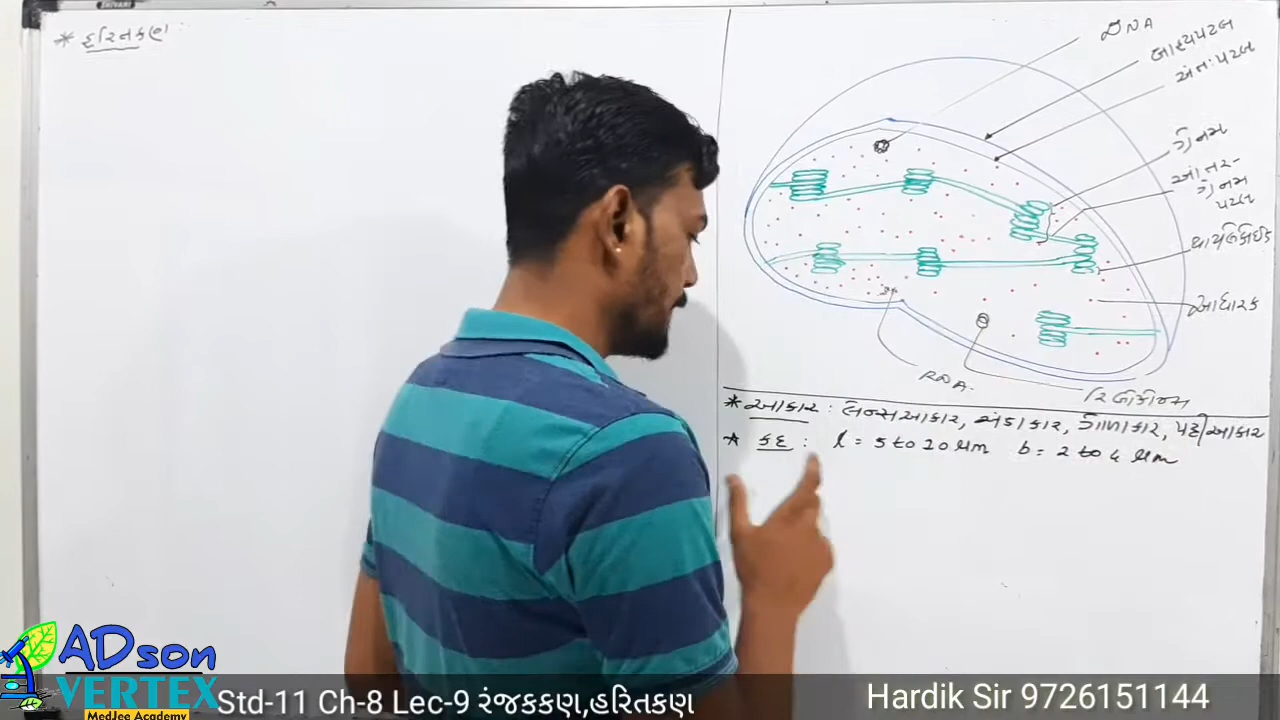 SHIVANI
* હરિતકણ
DNA
બાહ્યપટલ
અંતઃપટલ
ગ્રેનમ
આંતર-
ગ્રેનમ
પટલ
થાયલેકોઈડ
આધારક
RNA.
રિબોઝોમ્સ
* આકાર : લેન્સઆકાર, અંડાકાર, ગોળાકાર, પટ્ટીઆકાર
* કદ : l = 5 to 10 μm b = 2 to 4 μm
ADson
VERTEX
MedJee Academy
Std-11 Ch-8 Lec-9 રંજકકણ,હરિતકણ
Hardik Sir 9726151144